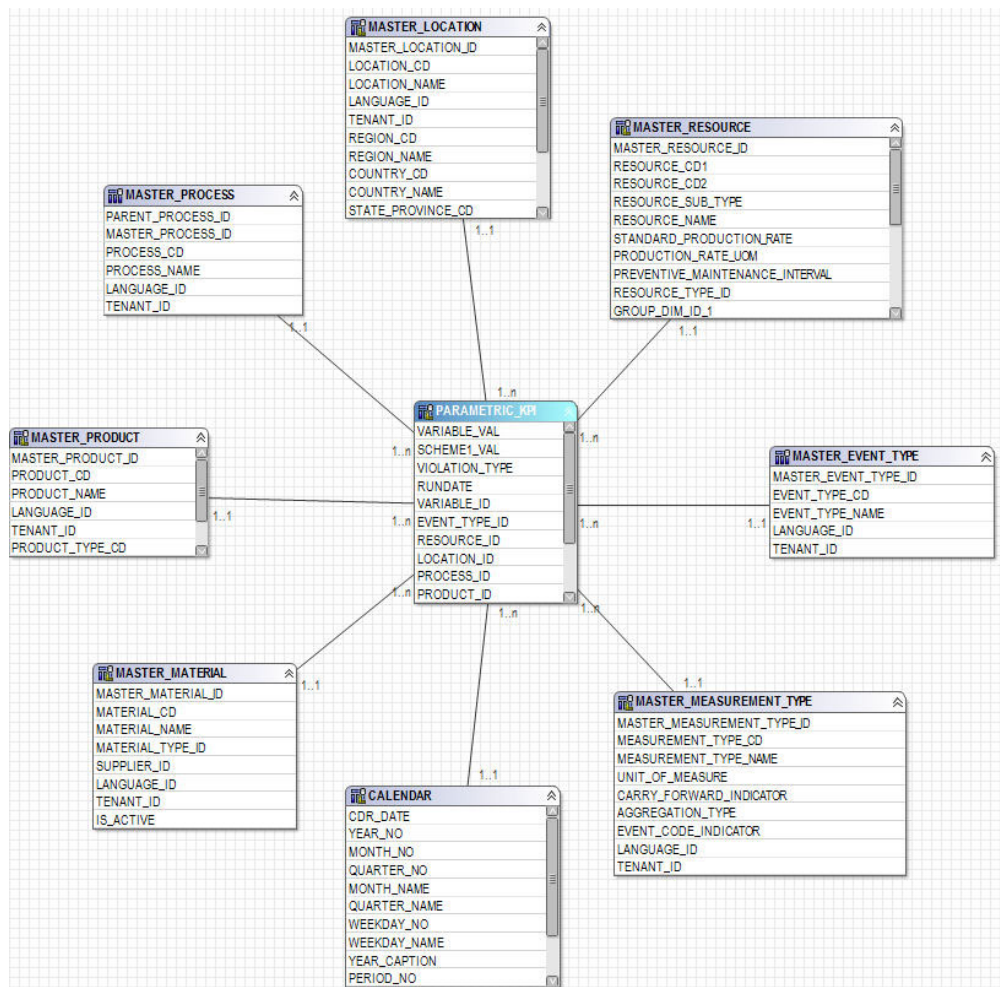 MASTER_LOCATION
MASTER_LOCATION_ID
LOCATION_CD
LOCATION_NAME
LANGUAGE_ID
TENANT_ID
REGION_CD
REGION_NAME
COUNTRY_CD
COUNTRY_NAME
STATE_PROVINCE_CD
1..1
MASTER_RESOURCE
MASTER_RESOURCE_ID
RESOURCE_CD1
RESOURCE_CD2
RESOURCE_SUB_TYPE
RESOURCE_NAME
STANDARD_PRODUCTION_RATE
PRODUCTION_RATE_UOM
PREVENTIVE_MAINTENANCE_INTERVAL
RESOURCE_TYPE_ID
GROUP_DIM_ID_1
1..1
MASTER_PROCESS
PARENT_PROCESS_ID
MASTER_PROCESS_ID
PROCESS_CD
PROCESS_NAME
LANGUAGE_ID
TENANT_ID
1..1
1..n
PARAMETRIC_KPI
VARIABLE_VAL
SCHEME1_VAL
VIOLATION_TYPE
RUNDATE
VARIABLE_ID
EVENT_TYPE_ID
RESOURCE_ID
LOCATION_ID
PROCESS_ID
PRODUCT_ID
1..n
1..n
1..n
1..n
1..n
1..n
1..n
MASTER_PRODUCT
MASTER_PRODUCT_ID
PRODUCT_CD
PRODUCT_NAME
LANGUAGE_ID
TENANT_ID
PRODUCT_TYPE_CD
1..1
MASTER_EVENT_TYPE
MASTER_EVENT_TYPE_ID
EVENT_TYPE_CD
EVENT_TYPE_NAME
LANGUAGE_ID
TENANT_ID
1..1
MASTER_MATERIAL
MASTER_MATERIAL_ID
MATERIAL_CD
MATERIAL_NAME
MATERIAL_TYPE_ID
SUPPLIER_ID
LANGUAGE_ID
TENANT_ID
IS_ACTIVE
1..1
MASTER_MEASUREMENT_TYPE
MASTER_MEASUREMENT_TYPE_ID
MEASUREMENT_TYPE_CD
MEASUREMENT_TYPE_NAME
UNIT_OF_MEASURE
CARRY_FORWARD_INDICATOR
AGGREGATION_TYPE
EVENT_CODE_INDICATOR
LANGUAGE_ID
TENANT_ID
1..1
CALENDAR
CDR_DATE
YEAR_NO
MONTH_NO
QUARTER_NO
MONTH_NAME
QUARTER_NAME
WEEKDAY_NO
WEEKDAY_NAME
YEAR_CAPTION
PERIOD_NO
1..1